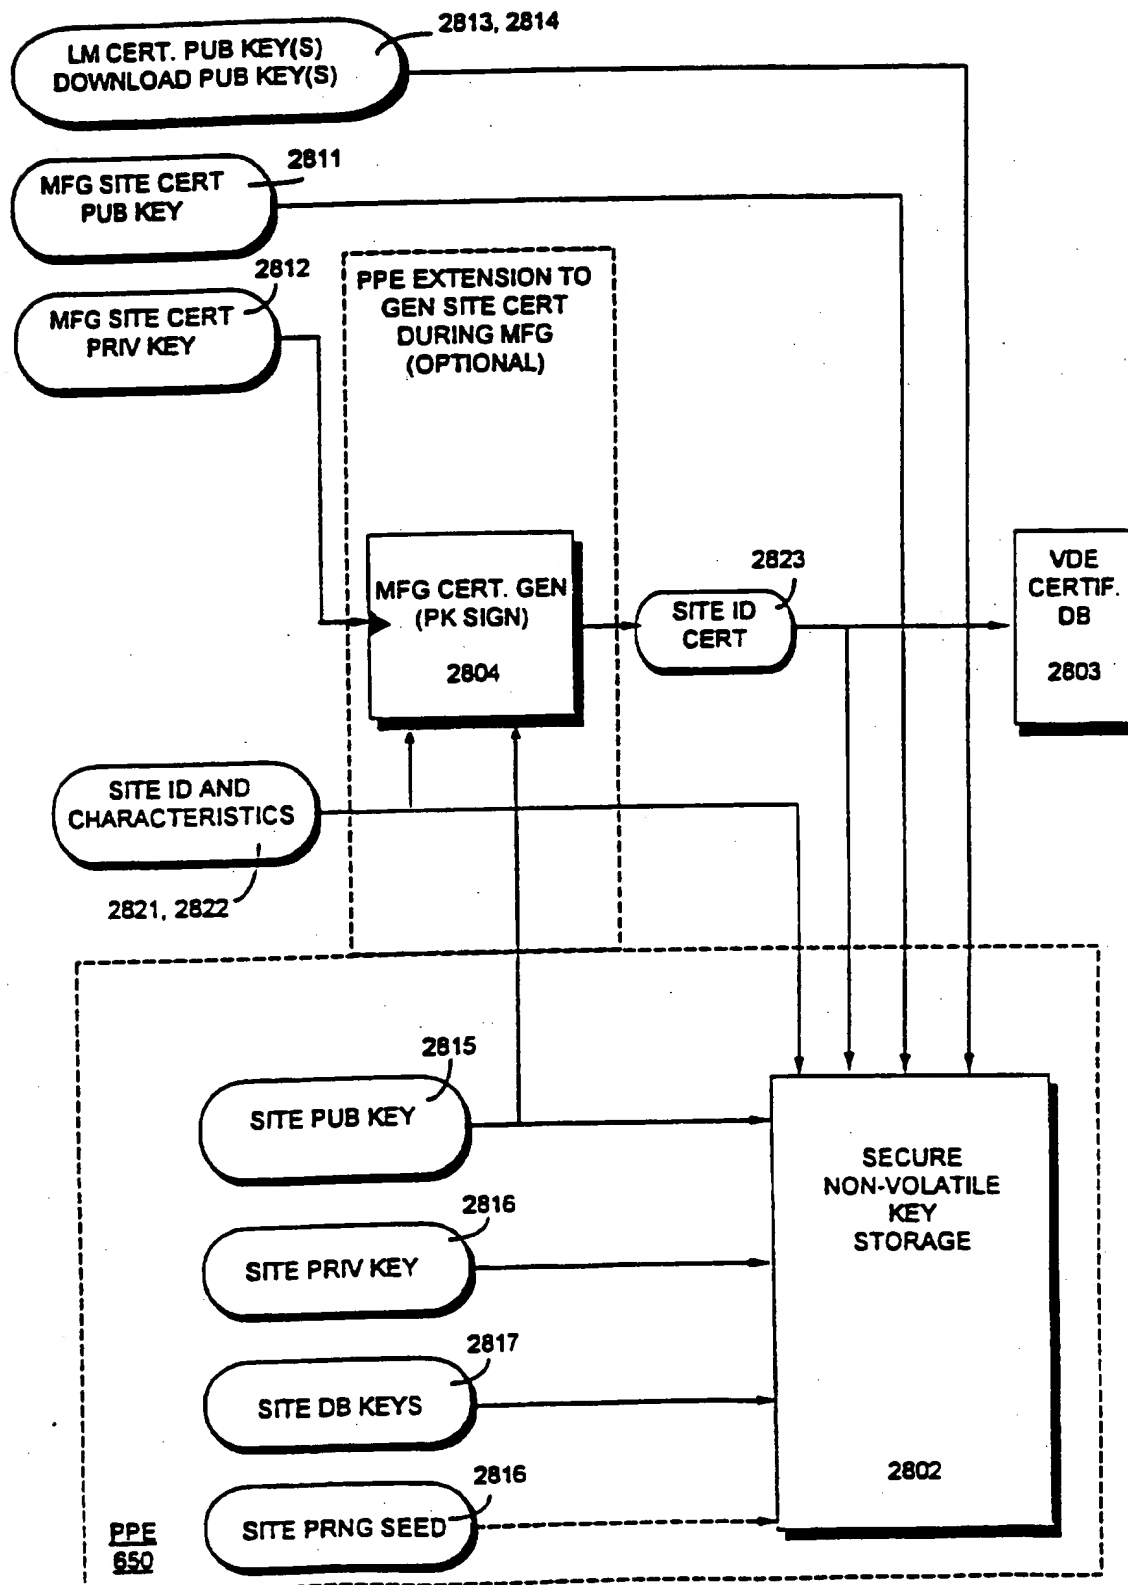 2813, 2814
LM CERT. PUB KEY(S)
DOWNLOAD PUB KEY(S)
2811
MFG SITE CERT
PUB KEY
2812
MFG SITE CERT
PRIV KEY
PPE EXTENSION TO
GEN SITE CERT
DURING MFG
(OPTIONAL)
MFG CERT. GEN
(PK SIGN)
2804
2823
SITE ID
CERT
VDE
CERTIF.
DB
2803
SITE ID AND
CHARACTERISTICS
2821, 2822
2815
SITE PUB KEY
2816
SITE PRIV KEY
2817
SITE DB KEYS
2816
SITE PRNG SEED
SECURE
NON-VOLATILE
KEY
STORAGE
2802
PPE
650